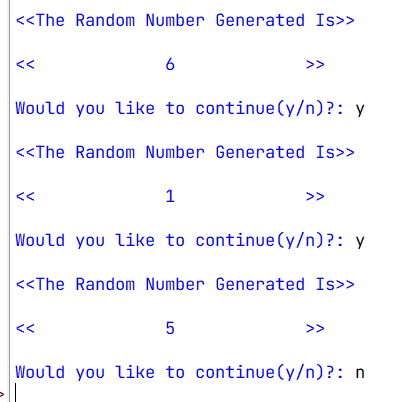 <<The Random Number Generated Is>>
<<             6             >>
Would you like to continue(y/n)?: y
<<The Random Number Generated Is>>
<<             1             >>
Would you like to continue(y/n)?: y
<<The Random Number Generated Is>>
<<             5             >>
Would you like to continue(y/n)?: n
>